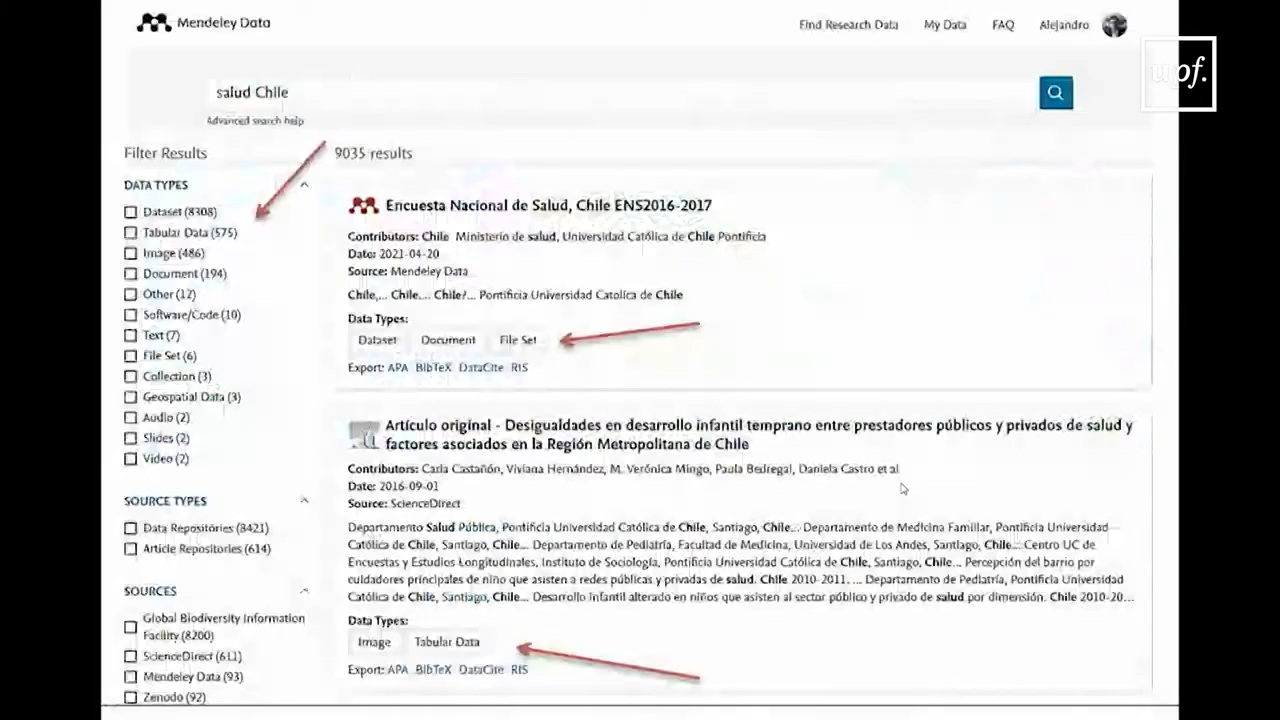 Mendeley Data
Find Research Data
My Data
FAQ
Alejandro
upf.
salud Chile
Advanced search help
Filter Results
9035 results
DATA TYPES
Dataset (8308)
Tabular Data (575)
Image (486)
Document (194)
Other (12)
Software/Code (10)
Text (7)
File Set (6)
Collection (3)
Geospatial Data (3)
Audio (2)
Slides (2)
Video (2)
SOURCE TYPES
Data Repositories (8421)
Article Repositories (614)
SOURCES
Global Biodiversity Information
Facility (8200)
ScienceDirect (611)
Mendeley Data (93)
Zenodo (92)
Encuesta Nacional de Salud, Chile ENS2016-2017
Contributors: Chile Ministerio de salud, Universidad Católica de Chile Pontificia
Date: 2021-04-20
Source: Mendeley Data
Chile,... Chile.... Chile/... Pontificia Universidad Catolica de Chile
Data Types:
Dataset Document File Set
Export: APA BibTeX DataCite RIS
Artículo original - Desigualdades en desarrollo infantil temprano entre prestadores públicos y privados de salud y
factores asociados en la Región Metropolitana de Chile
Contributors: Carla Castañón, Viviana Hernández, M. Verónica Mingo, Paula Bedregal, Daniela Castro et al
Date: 2016-09-01
Source: ScienceDirect
Departamento Salud Pública, Pontificia Universidad Católica de Chile, Santiago, Chile... Departamento de Medicina Familiar, Pontificia Universidad
Católica de Chile, Santiago, Chile... Departamento de Pediatría, Facultad de Medicina, Universidad de Los Andes, Santiago, Chile... Centro UC de
Encuestas y Estudios Longitudinales, Instituto de Sociología, Pontificia Universidad Católica de Chile, Santiago, Chile... Percepción del barrio por
cuidadores principales de niño que asisten a redes públicas y privadas de salud. Chile 2010-2011. ... Departamento de Pediatría, Pontificia Universidad
Católica de Chile, Santiago, Chile... Desarrollo infantil alterado en niños que asisten al sector público y privado de salud por dimensión. Chile 2010-20...
Data Types:
Image Tabular Data
Export: APA BibTeX DataCite RIS